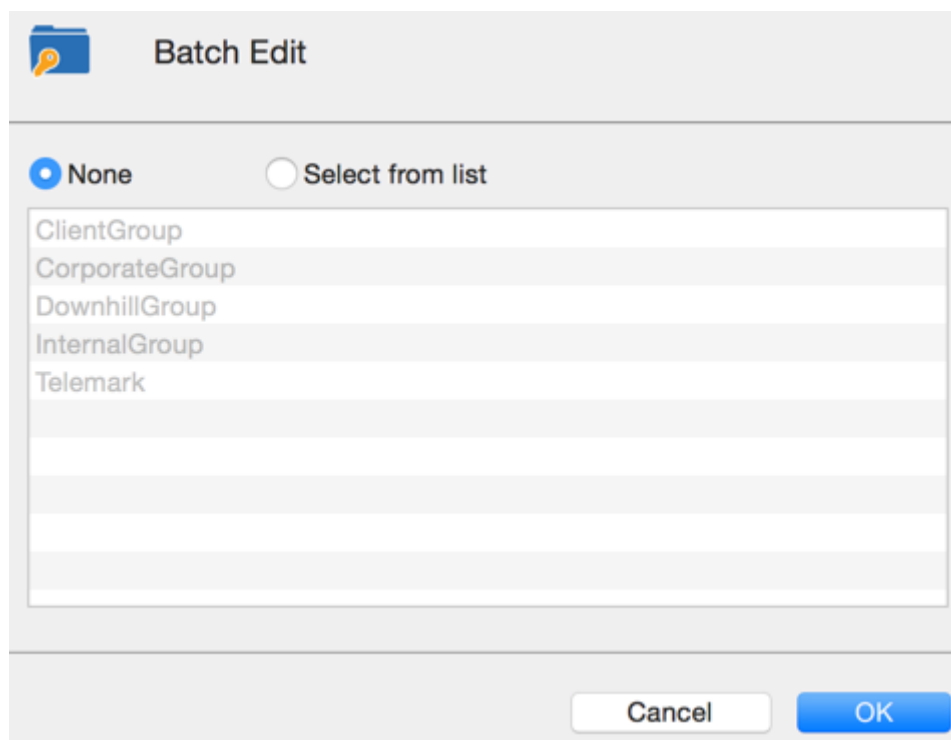 Batch Edit
None Select from list
ClientGroup
CorporateGroup
DownhillGroup
InternalGroup
Telemark
Cancel OK